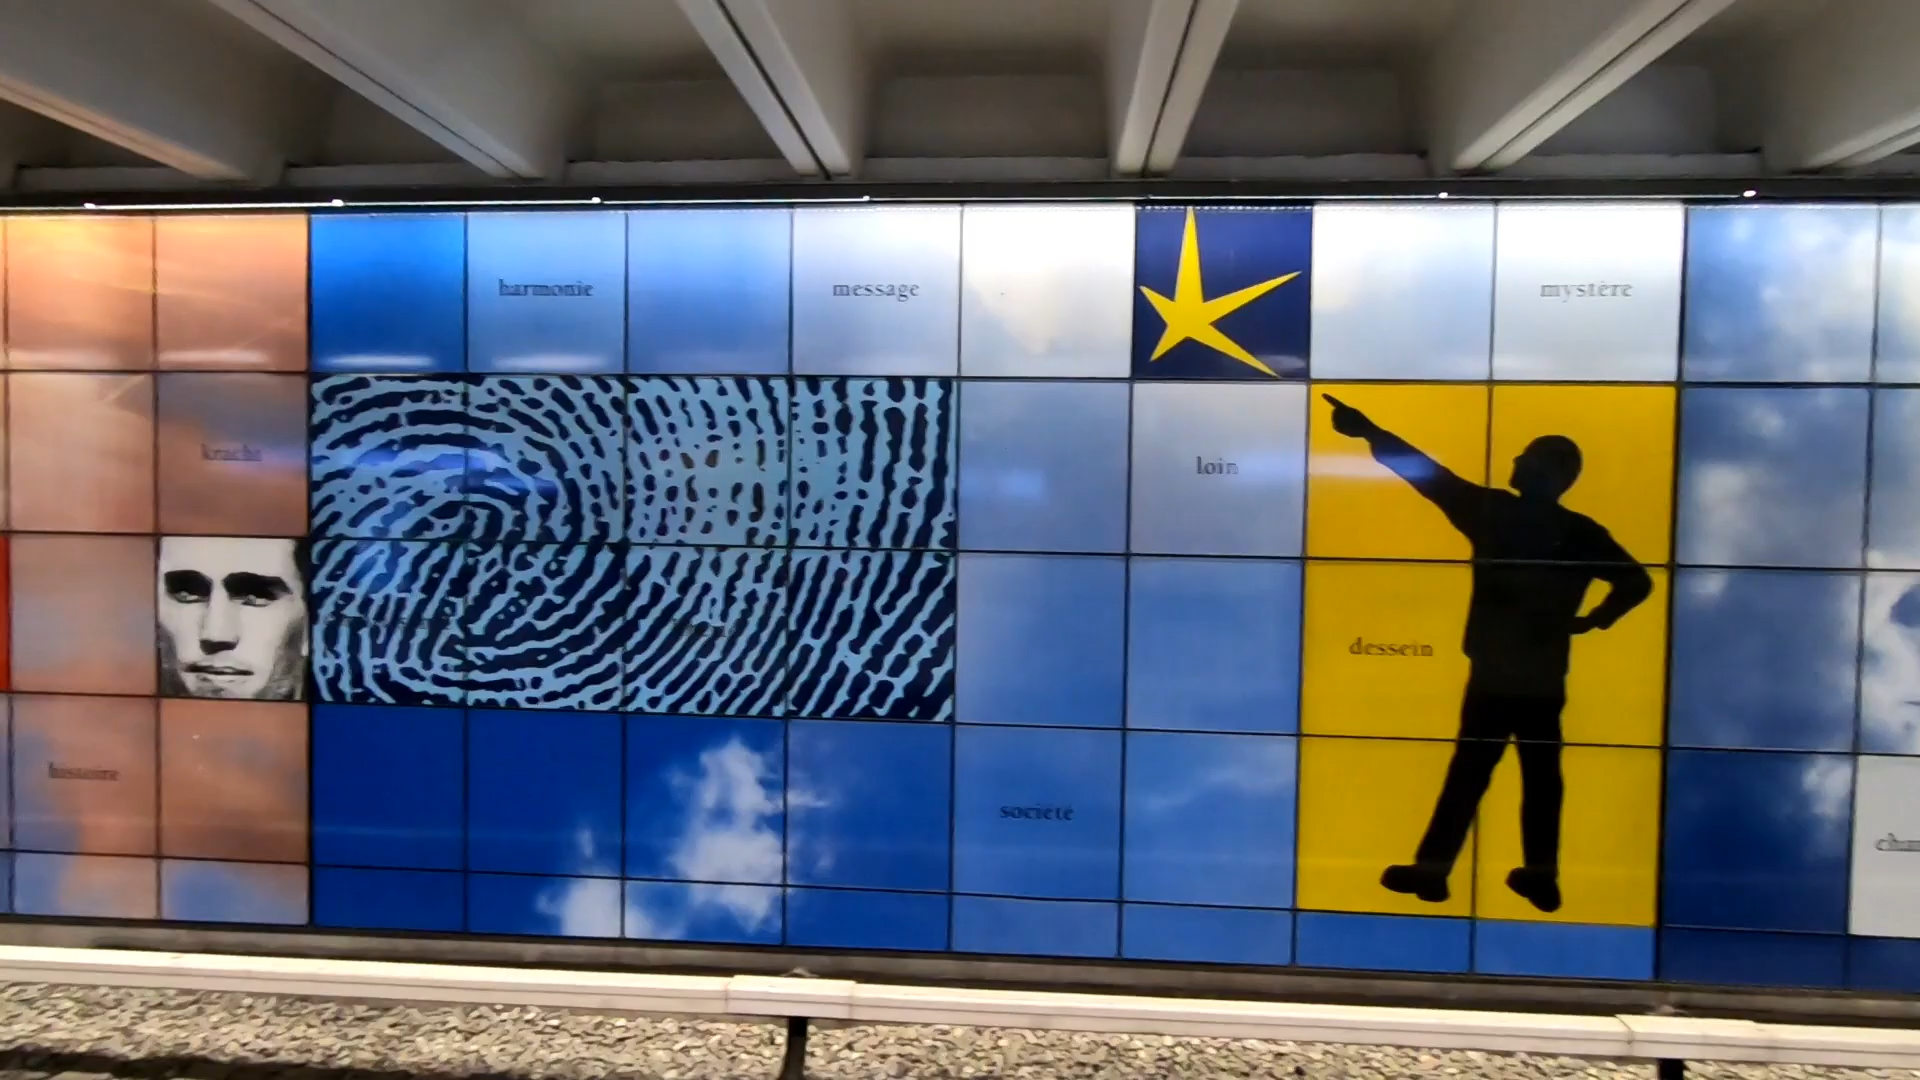 harmonie
message
mystère
kracht
loin
dessein
histoire
société